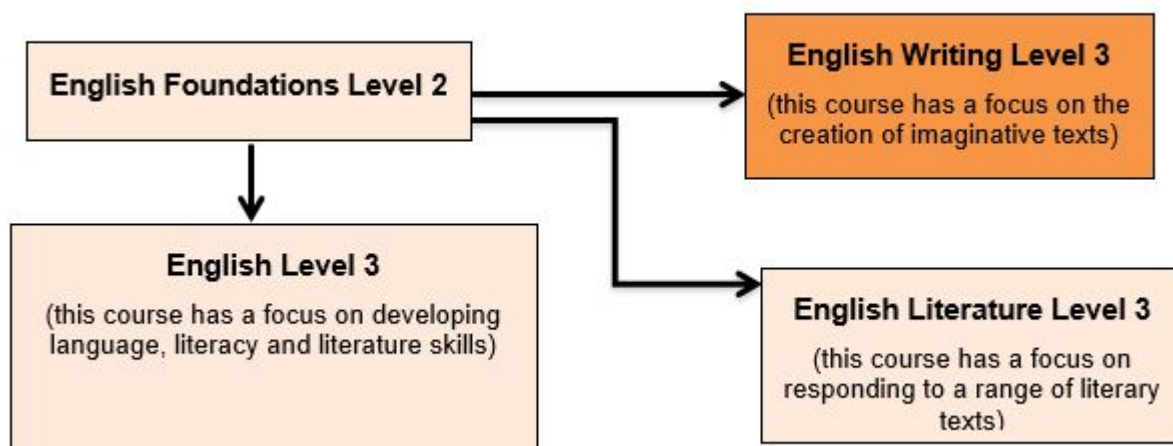 English Foundations Level 2
English Writing Level 3
(this course has a focus on the
creation of imaginative texts)
English Level 3
(this course has a focus on developing
language, literacy and literature skills)
English Literature Level 3
(this course has a focus on
responding to a range of literary
texts)